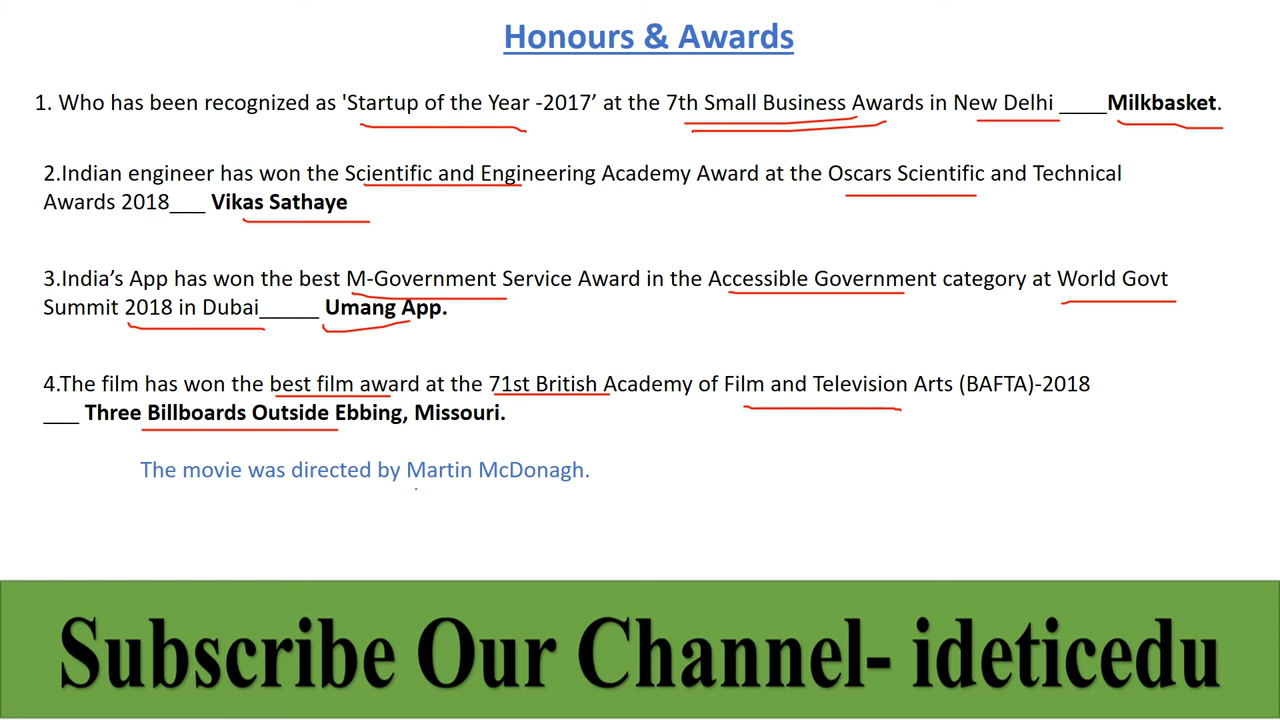 Honours & Awards
1. Who has been recognized as 'Startup of the Year -2017’ at the 7th Small Business Awards in New Delhi ____Milkbasket.
2.Indian engineer has won the Scientific and Engineering Academy Award at the Oscars Scientific and Technical
Awards 2018___ Vikas Sathaye
3.India’s App has won the best M-Government Service Award in the Accessible Government category at World Govt
Summit 2018 in Dubai_____ Umang App.
4.The film has won the best film award at the 71st British Academy of Film and Television Arts (BAFTA)-2018
___ Three Billboards Outside Ebbing, Missouri.
The movie was directed by Martin McDonagh.
Subscribe Our Channel- ideticedu